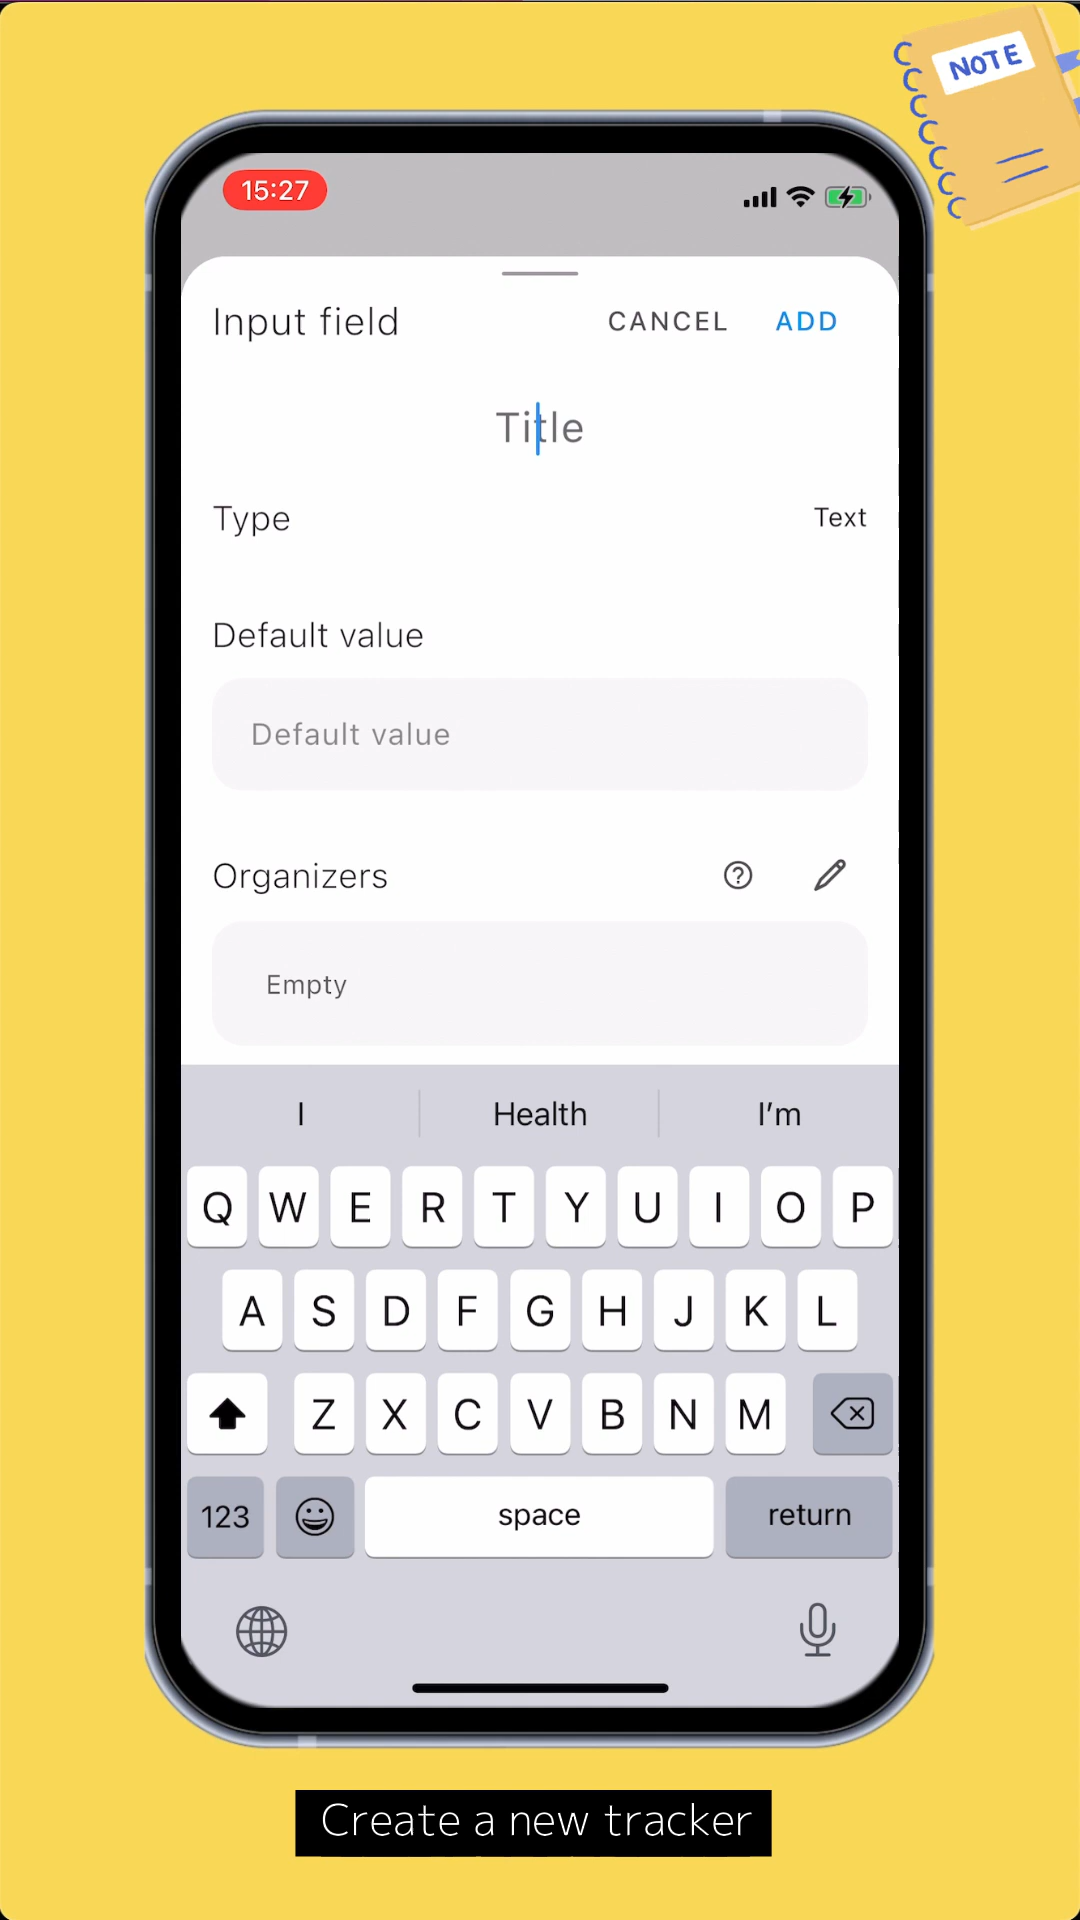 NOTE
15:27
Input field CANCEL ADD
Title
Type Text
Default value
Default value
Organizers
Empty
I Health I’m
Q W E R T Y U I O P
A S D F G H J K L
Z X C V B N M
123 space return
Create a new tracker